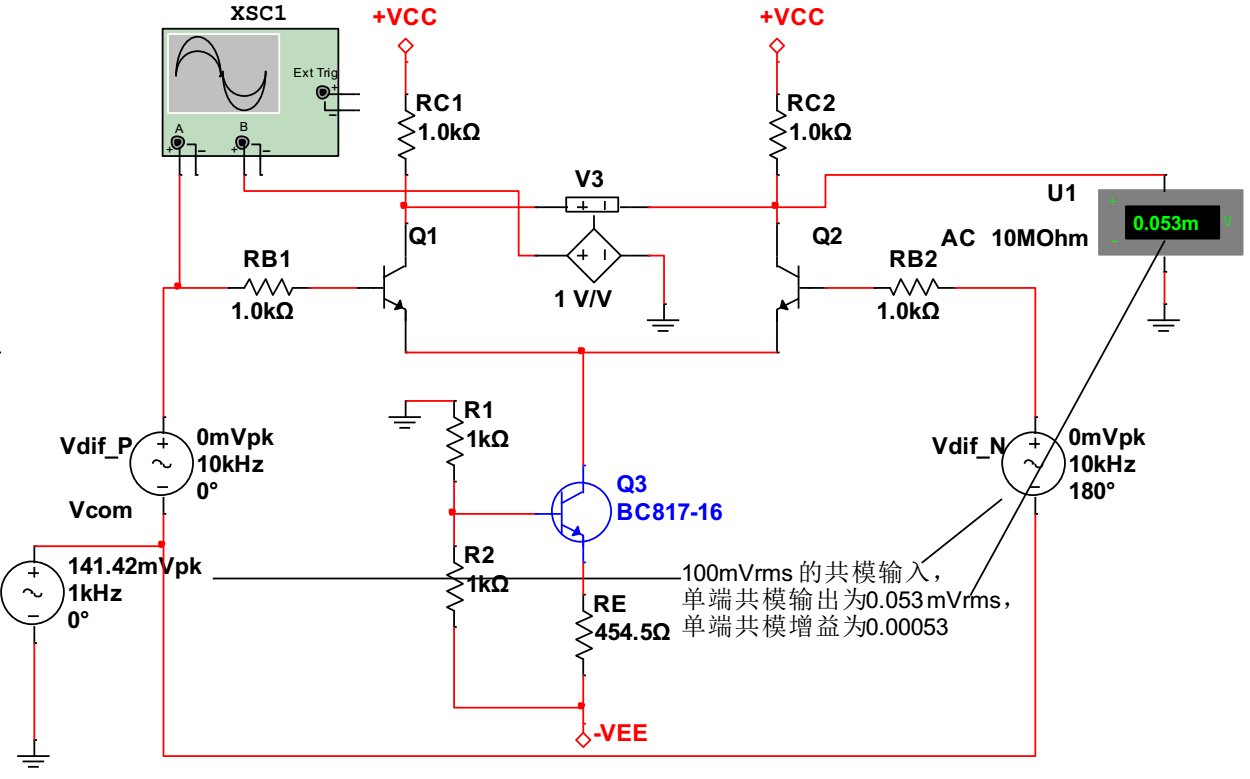 XSC1
+VCC
+VCC
Ext Trig
+
−
A
B
+ −
+ −
RC1
1.0kΩ
RC2
1.0kΩ
V3
+ −
U1
+
0.053m
V
−
Q1
Q2
AC 10MOhm
RB1
1.0kΩ
+ −
1 V/V
RB2
1.0kΩ
R1
1kΩ
Vdif_P
+
−
0mVpk
10kHz
0°
Vdif_N
+
−
0mVpk
10kHz
180°
Q3
BC817-16
Vcom
+
−
141.42mVpk
1kHz
0°
R2
1kΩ
RE
454.5Ω
100mVrms 的共模输入，
单端共模输出为0.053mVrms，
单端共模增益为0.00053
-VEE